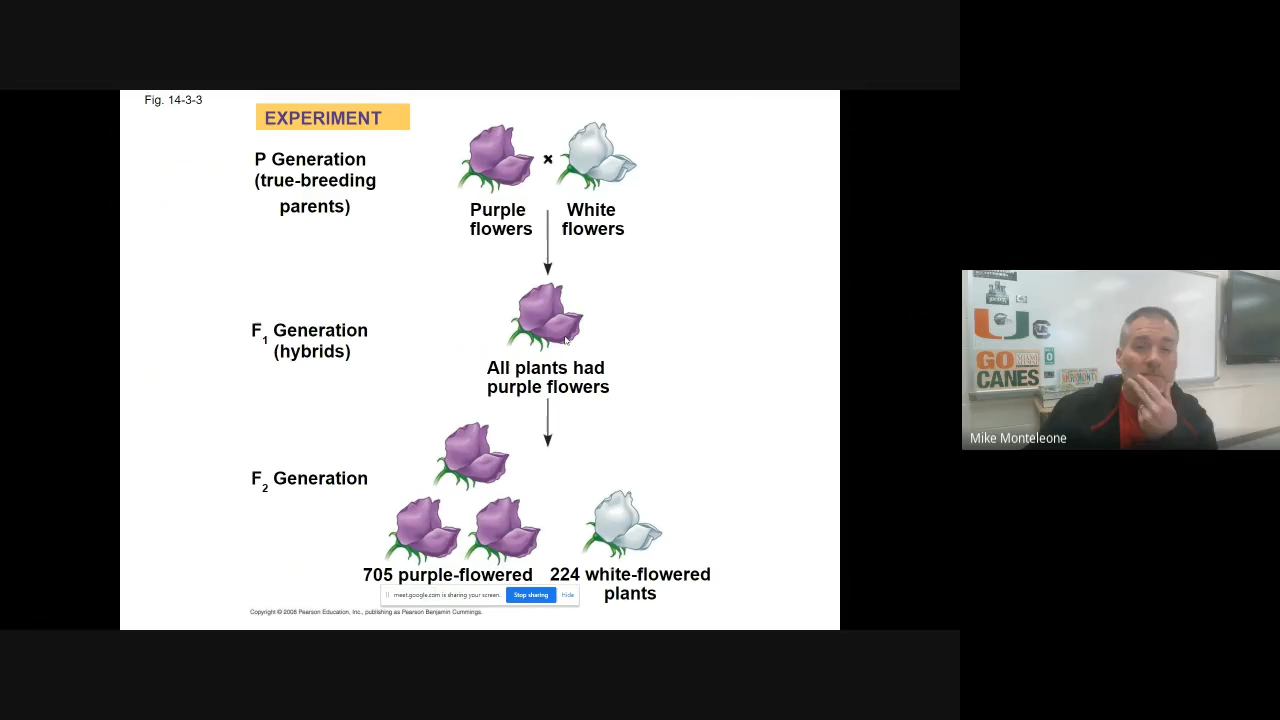 Fig. 14-3-3
EXPERIMENT
P Generation
(true-breeding
parents)
×
Purple
flowers
White
flowers
F1 Generation
(hybrids)
All plants had
purple flowers
F2 Generation
705 purple-flowered
224 white-flowered
plants
meet.google.com is sharing your screen.
Stop sharing
Hide
Copyright © 2008 Pearson Education, Inc., publishing as Pearson Benjamin Cummings.
U
GO
CANES
Mike Monteleone